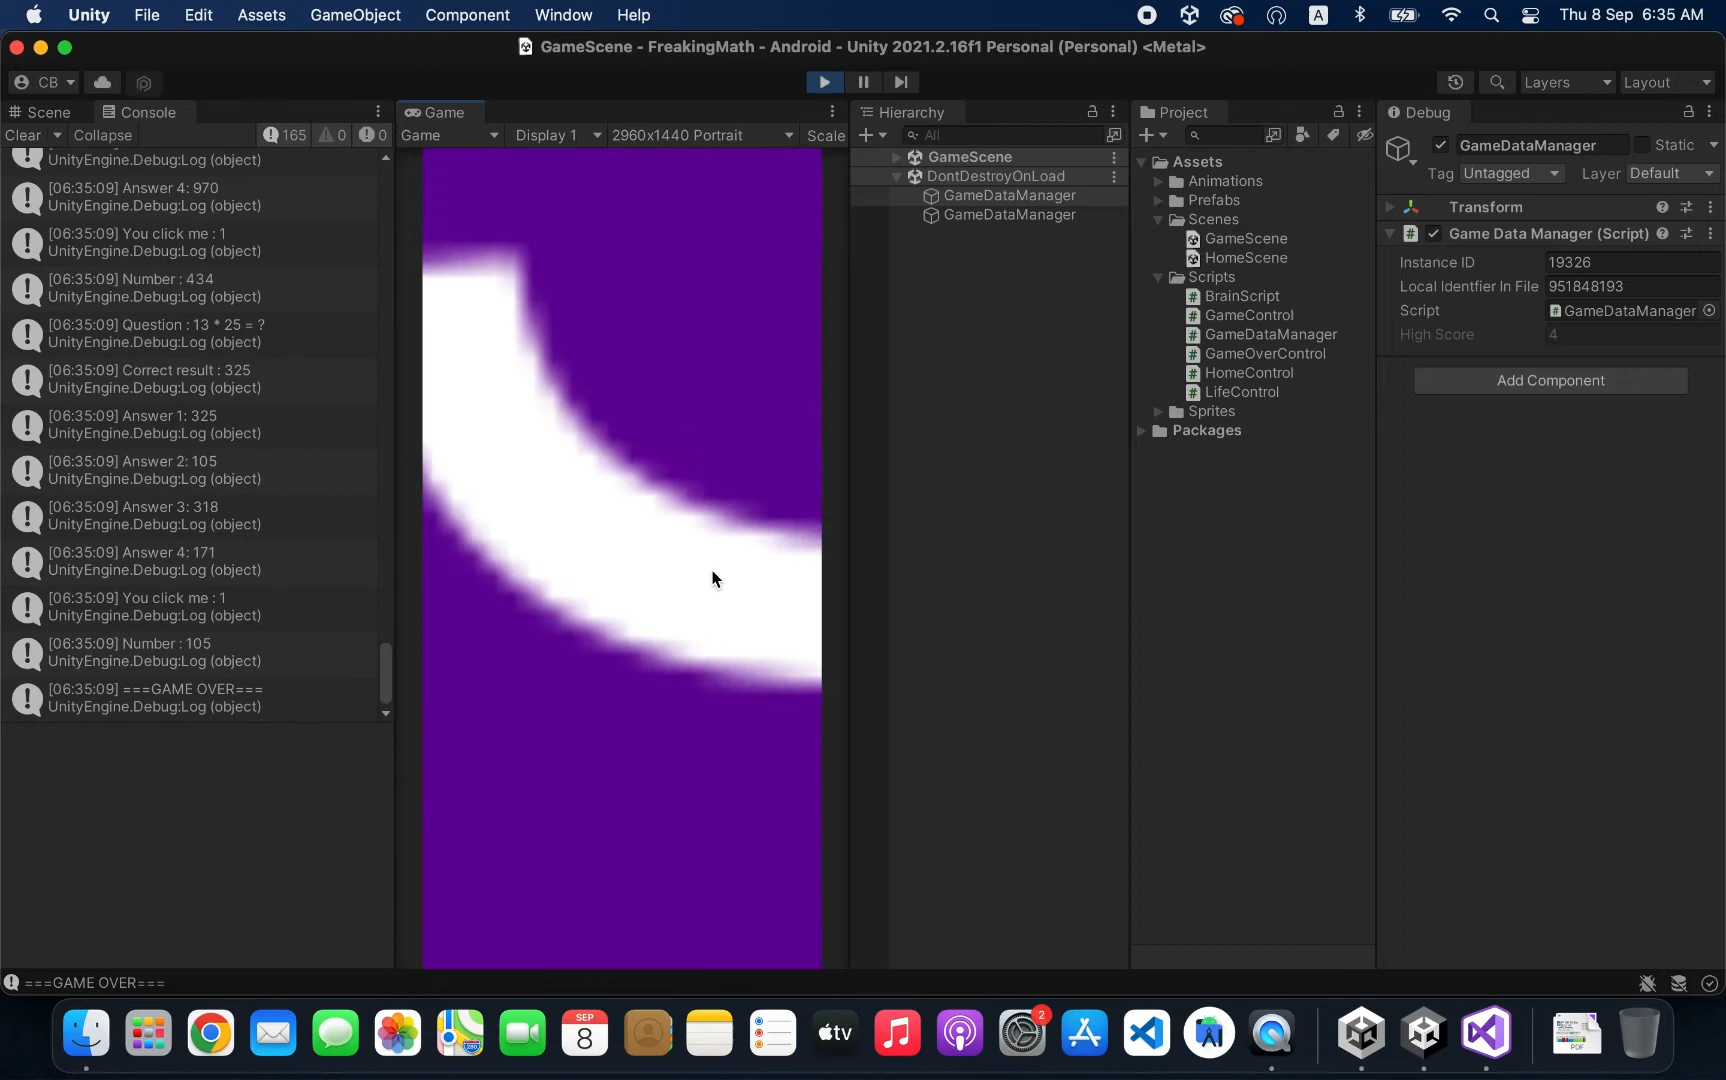 Unity File Edit Assets GameObject Component Window Help
A
Thu 8 Sep 6:35 AM
GameScene - FreakingMath - Android - Unity 2021.2.16f1 Personal (Personal) <Metal>
CB
Layers
Layout
Scene
Console
Game
Hierarchy
Project
Debug
Clear
Collapse
165
0
0
Game
Display 1
2960x1440 Portrait
Scale
All
UnityEngine.Debug:Log (object)
[06:35:09] Answer 4: 970
UnityEngine.Debug:Log (object)
[06:35:09] You click me : 1
UnityEngine.Debug:Log (object)
[06:35:09] Number : 434
UnityEngine.Debug:Log (object)
[06:35:09] Question : 13 * 25 = ?
UnityEngine.Debug:Log (object)
[06:35:09] Correct result : 325
UnityEngine.Debug:Log (object)
[06:35:09] Answer 1: 325
UnityEngine.Debug:Log (object)
[06:35:09] Answer 2: 105
UnityEngine.Debug:Log (object)
[06:35:09] Answer 3: 318
UnityEngine.Debug:Log (object)
[06:35:09] Answer 4: 171
UnityEngine.Debug:Log (object)
[06:35:09] You click me : 1
UnityEngine.Debug:Log (object)
[06:35:09] Number : 105
UnityEngine.Debug:Log (object)
[06:35:09] ===GAME OVER===
UnityEngine.Debug:Log (object)
GameScene
DontDestroyOnLoad
GameDataManager
GameDataManager
Assets
Animations
Prefabs
Scenes
GameScene
HomeScene
Scripts
BrainScript
GameControl
GameDataManager
GameOverControl
HomeControl
LifeControl
Sprites
Packages
GameDataManager
Static
Tag Untagged
Layer Default
Transform
Game Data Manager (Script)
Instance ID 19326
Local Identfier In File 951848193
Script GameDataManager
High Score 4
Add Component
===GAME OVER===
SEP
8
tv
2
PDF